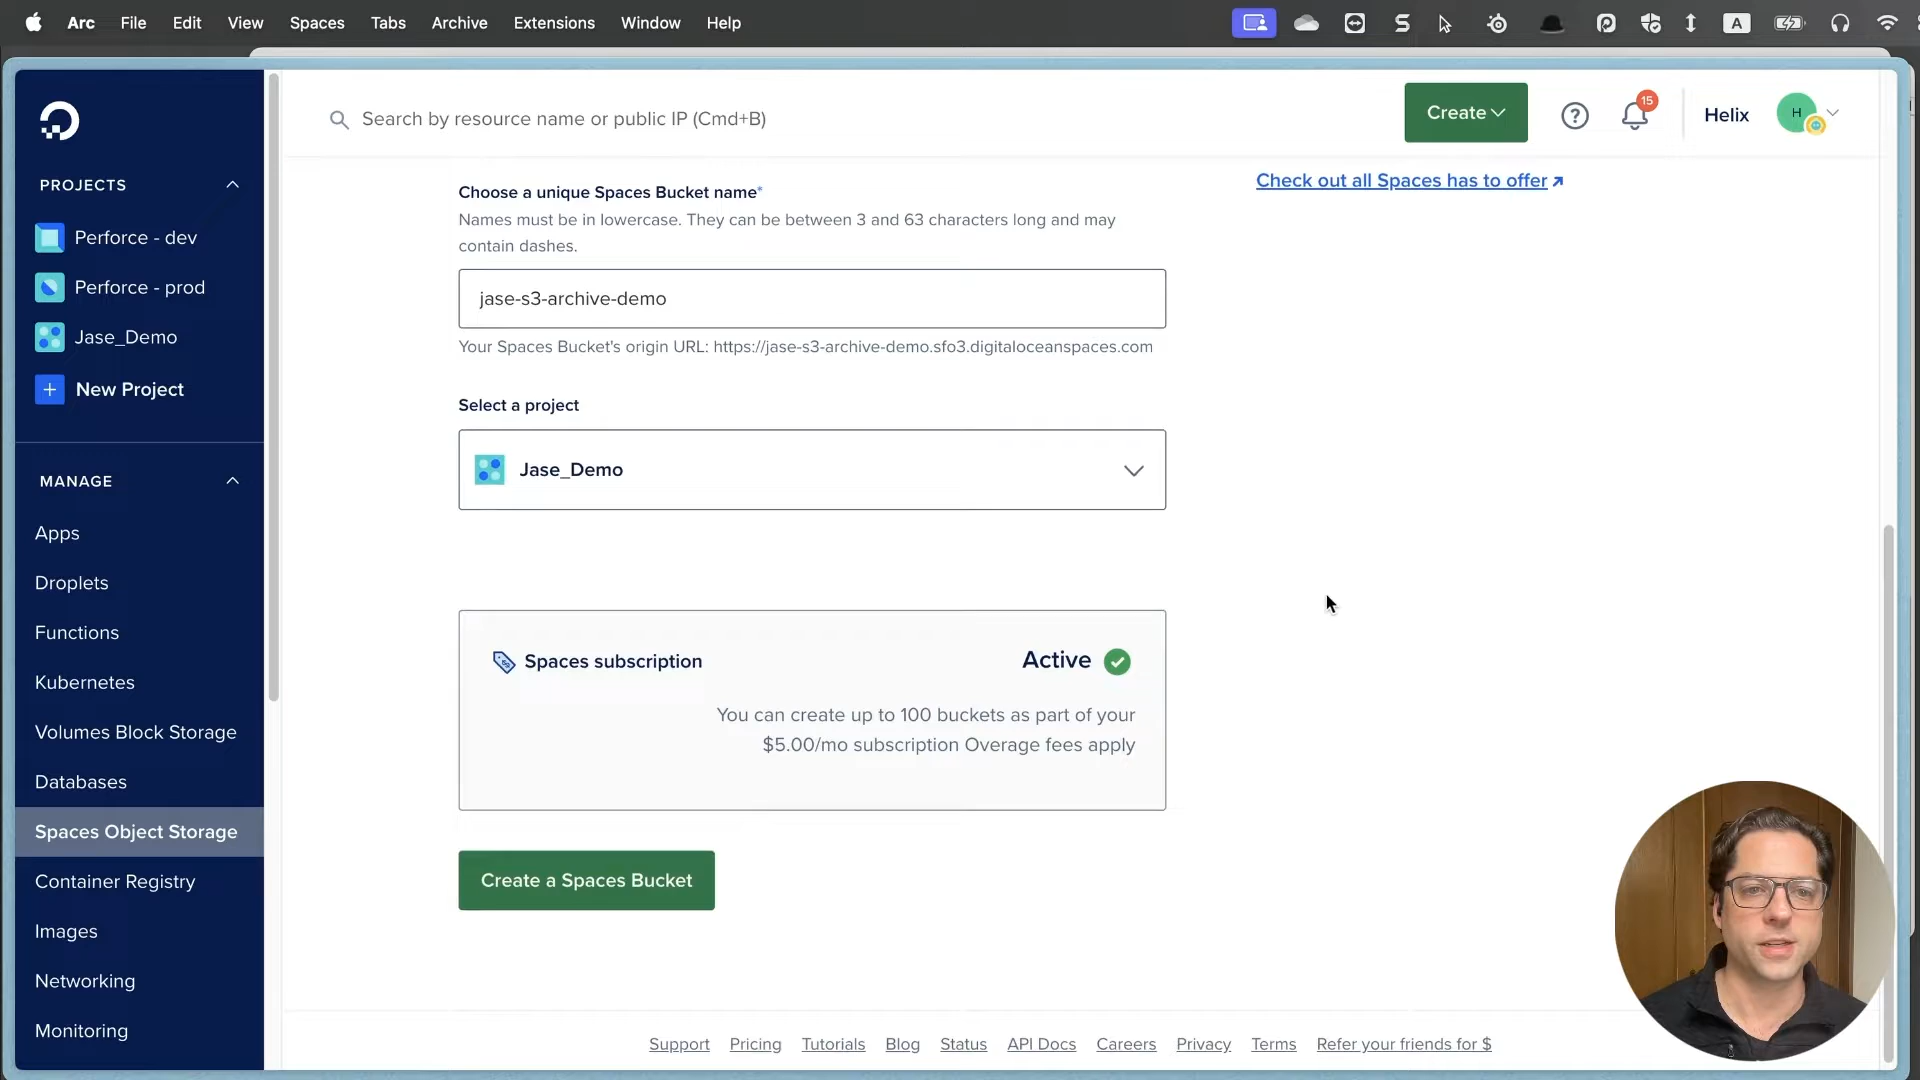 Arc File Edit View Spaces Tabs Archive Extensions Window Help
A
Search by resource name or public IP (Cmd+B)
Create
15
Helix
H
PROJECTS
Perforce - dev
Perforce - prod
Jase_Demo
New Project
MANAGE
Apps
Droplets
Functions
Kubernetes
Volumes Block Storage
Databases
Spaces Object Storage
Container Registry
Images
Networking
Monitoring
Check out all Spaces has to offer
Choose a unique Spaces Bucket name*
Names must be in lowercase. They can be between 3 and 63 characters long and may
contain dashes.
jase-s3-archive-demo
Your Spaces Bucket's origin URL: https://jase-s3-archive-demo.sfo3.digitaloceanspaces.com
Select a project
Jase_Demo
Spaces subscription
Active
You can create up to 100 buckets as part of your
$5.00/mo subscription Overage fees apply
Create a Spaces Bucket
Support Pricing Tutorials Blog Status API Docs Careers Privacy Terms Refer your friends for $